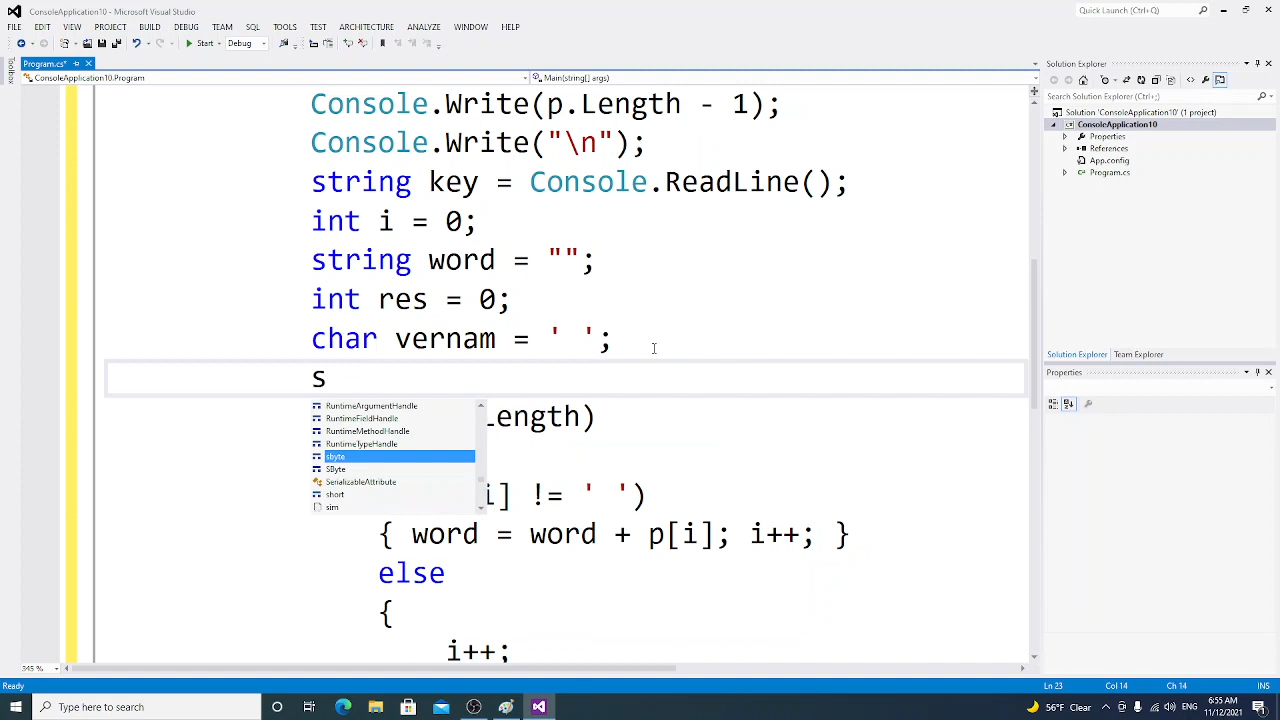 ConsoleApplication10 - Microsoft Visual Studio
Quick Launch (Ctrl+Q)
FILE EDIT VIEW PROJECT BUILD DEBUG TEAM SQL TOOLS TEST ARCHITECTURE ANALYZE WINDOW HELP
Start Debug
Program.cs*
ConsoleApplication10.Program
Main(string[] args)
Toolbox
Console.Write(p.Length - 1);
Console.Write("\n");
string key = Console.ReadLine();
int i = 0;
string word = "";
int res = 0;
char vernam = ' ';
s
RuntimeArgumentHandle
RuntimeFieldHandle
RuntimeMethodHandle
RuntimeTypeHandle
sbyte
SByte
SerializableAttribute
short
sim
Length)
i] != ' ')
{ word = word + p[i]; i++; }
else
{
i++;
345 %
Solution Explorer
Search Solution Explorer (Ctrl+;)
Solution 'ConsoleApplication10' (1 project)
ConsoleApplication10
Properties
References
App.config
Program.cs
Solution Explorer Team Explorer
Properties
Ready
Ln 23 Col 14 Ch 14 INS
Type here to search
56°F Clear
ENG
6:55 AM
11/12/2021